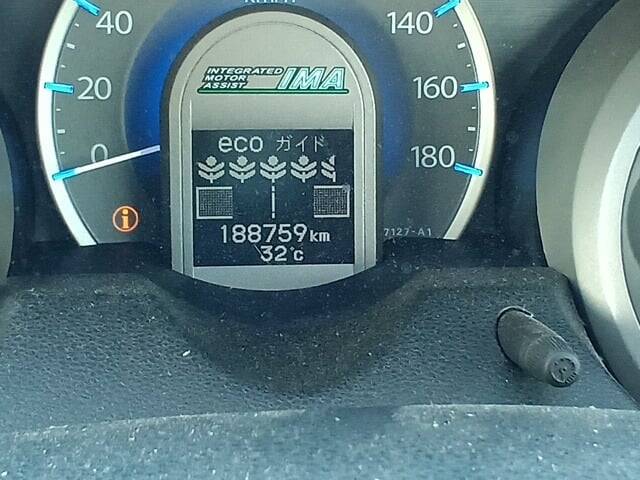 40
140
20
160
0
180
INTEGRATED
MOTOR
ASSIST
IMA
eco ガイド
188759km
32°C
7127-A1